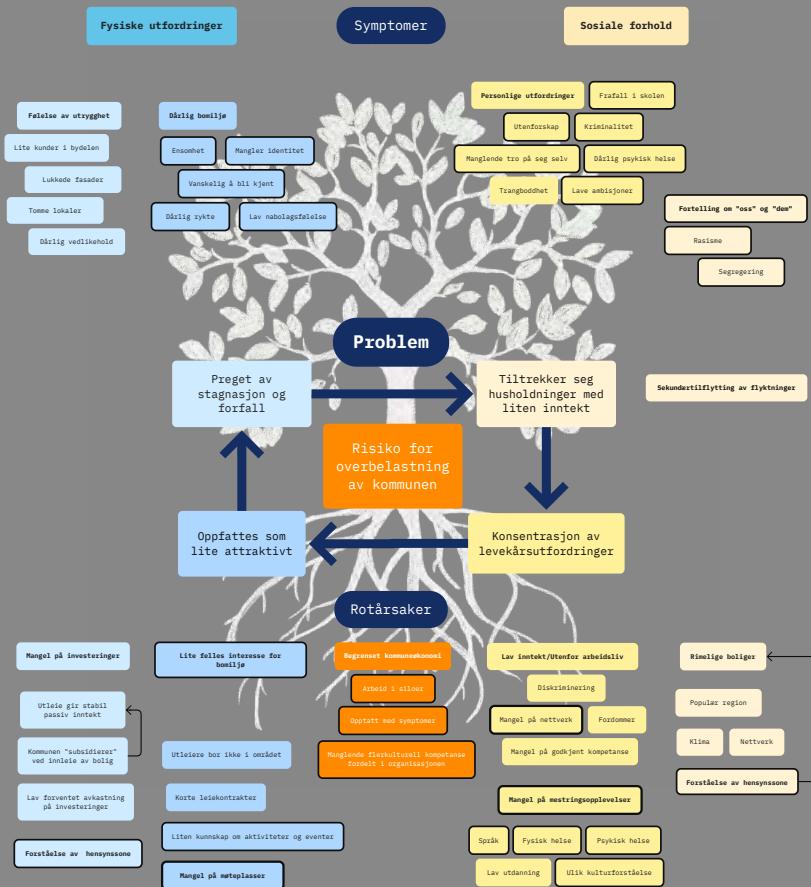 Fysiske utfordringer
Symptomer
Sosiale forhold
Følelse av utrygghet
Lite kunder i bydelen
Lukkede fasader
Tomme lokaler
Dårlig vedlikehold
Dårlig bomiljø
Ensomhet
Mangler identitet
Vanskelig å bli kjent
Dårlig rykte
Lav nabolagsfølelse
Personlige utfordringer
Frafall i skolen
Utenforskap
Kriminalitet
Manglende tro på seg selv
Dårlig psykisk helse
Trangboddhet
Lave ambisjoner
Fortelling om "oss" og "dem"
Rasisme
Segregering
Problem
Preget av
stagnasjon og
forfall
Tiltrekker seg
husholdninger med
liten inntekt
Sekundærtilflytting av flyktninger
Risiko for
overbelastning
av kommunen
Oppfattes som
lite attraktivt
Konsentrasjon av
levekårsutfordringer
Rotårsaker
Mangel på investeringer
Utleie gir stabil
passiv inntekt
Kommunen "subsidierer"
ved innleie av bolig
Lav forventet avkastning
på investeringer
Forståelse av hensynssone
Lite felles interesse for
bomiljø
Utleiere bor ikke i området
Korte leiekontrakter
Liten kunnskap om aktiviteter og eventer
Mangel på møteplasser
Begrenset kommuneøkonomi
Arbeid i siloer
Opptatt med symptomer
Manglende flerkulturell kompetanse
fordelt i organisasjonen
Lav inntekt/Utenfor arbeidsliv
Diskriminering
Mangel på nettverk
Fordommer
Mangel på godkjent kompetanse
Mangel på mestringsopplevelser
Språk
Fysisk helse
Psykisk helse
Lav utdanning
Ulik kulturforståelse
Rimelige boliger
Populær region
Klima
Nettverk
Forståelse av hensynssone